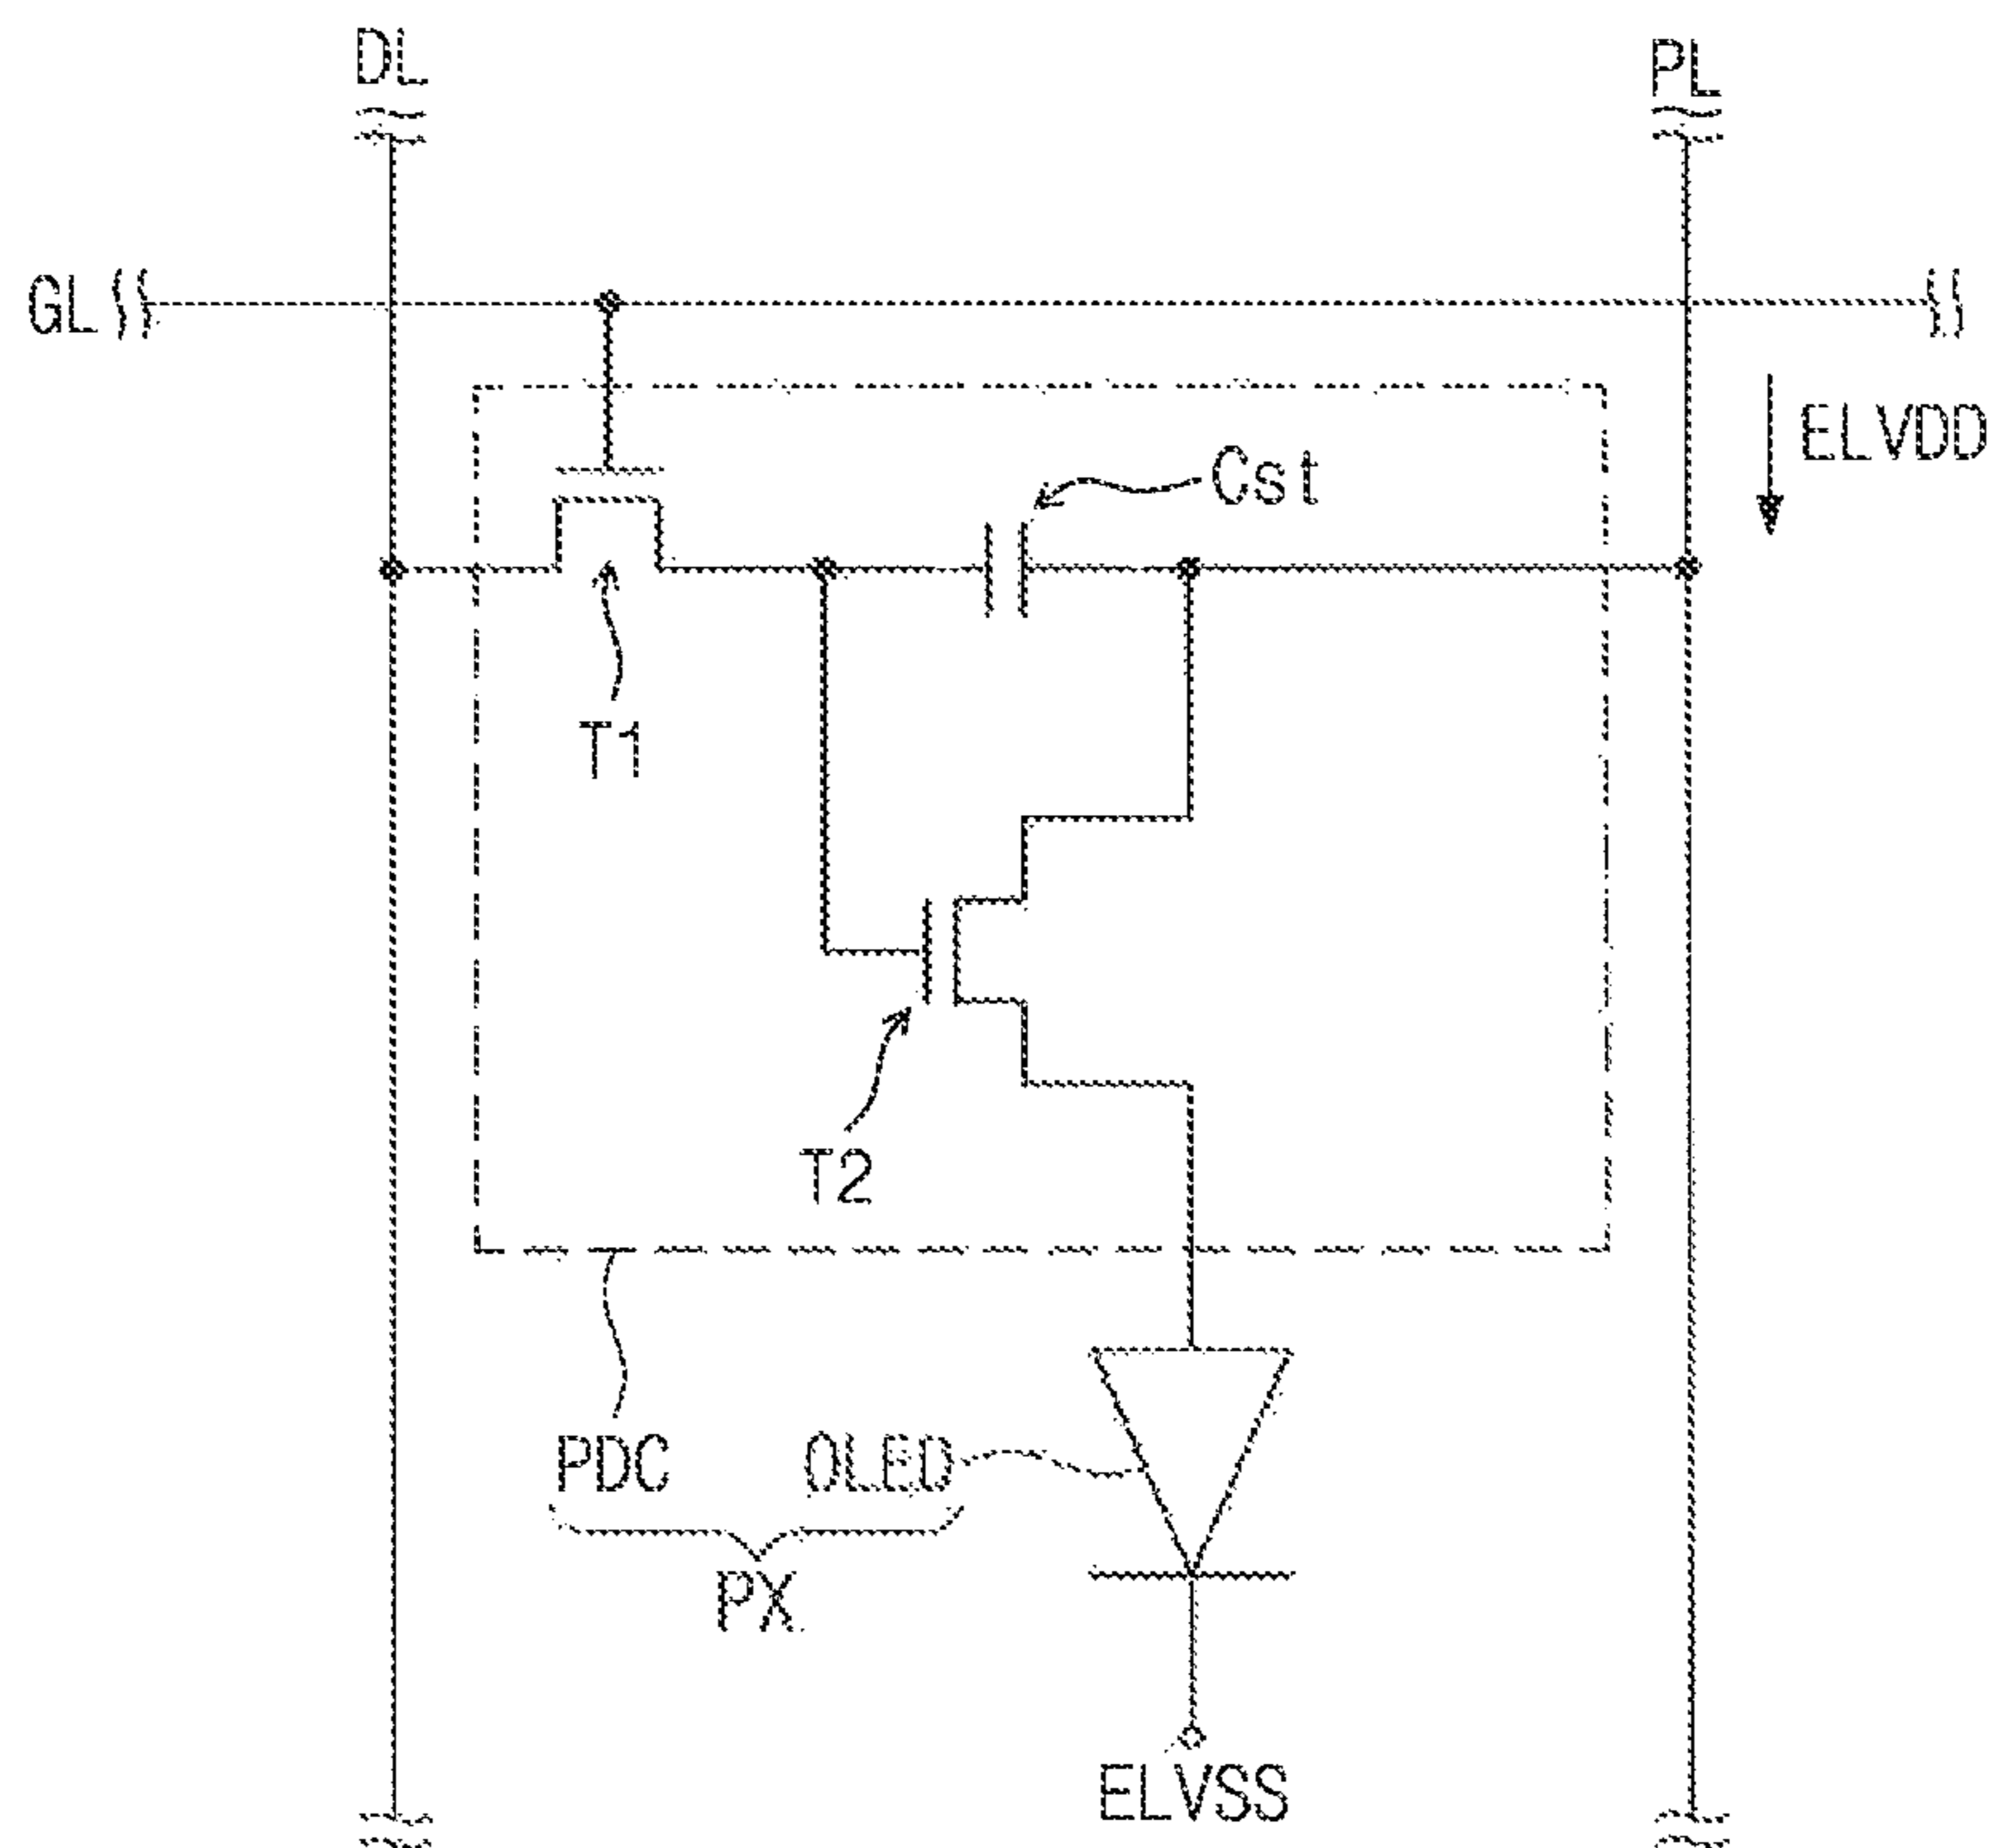 DL
PL
GL
ELVDD
Cst
T1
T2
PDC
OLED
PX
ELVSS